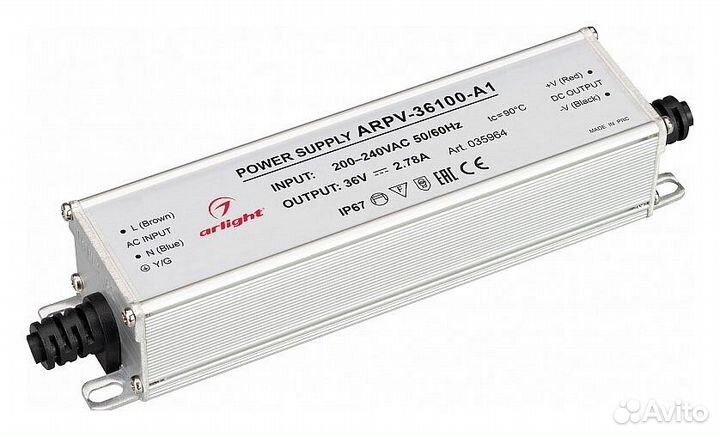 POWER SUPPLY ARPV-36100-A1
INPUT: 200–240VAC 50/60Hz tc=90°C
OUTPUT: 36V ⎓ 2.78A Art. 035964
IP67 F EAC CE
L (Brown)
AC INPUT
N (Blue)
Y/G
arlight
+V (Red)
DC OUTPUT
-V (Black)
MADE IN PRC
Avito